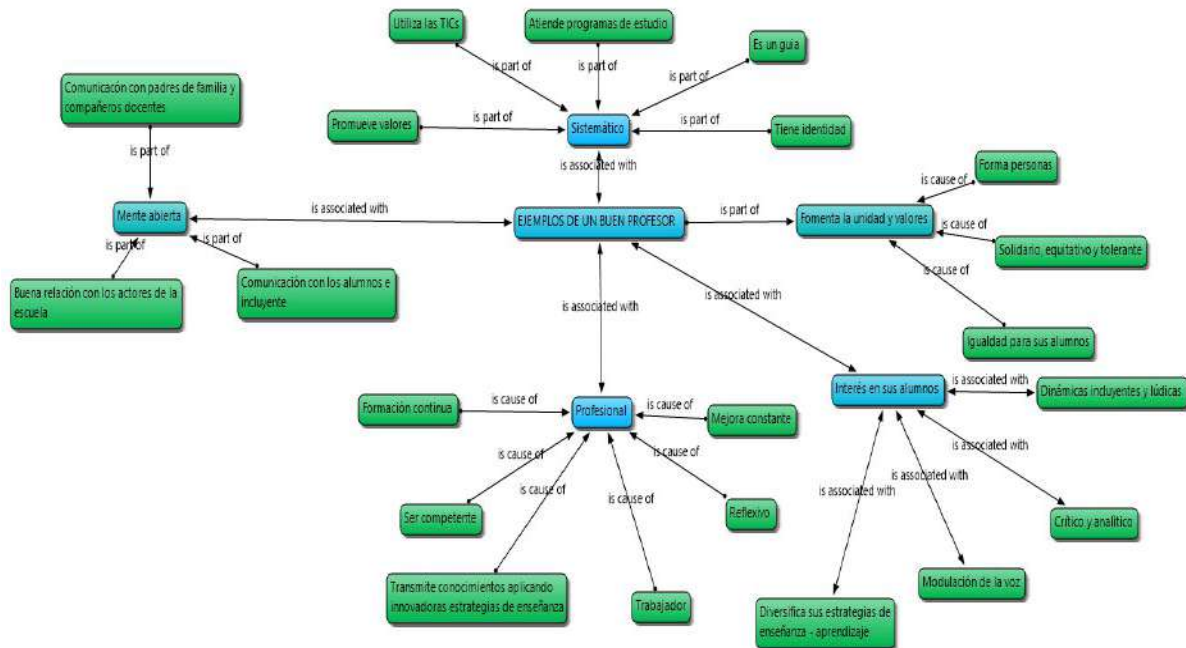 Utiliza las TICs
Atiende programas de estudio
Es un guía
is part of
is part of
is part of
Promueve valores
is part of
Sistemático
is part of
Tiene identidad
is associated with
Comunicacón con padres de familia y
compañeros docentes
is part of
Mente abierta
is associated with
EJEMPLOS DE UN BUEN PROFESOR
is part of
Fomenta la unidad y valores
Forma personas
is cause of
is cause of
Solidario, equitativo y tolerante
is cause of
Igualdad para sus alumnos
is part of
is part of
Buena relación con los actores de la
escuela
Comunicación con los alumnos e
incluyente
is associated with
is associated with
Interés en sus alumnos
is associated with
Dinámicas incluyentes y lúdicas
is associated with
is associated with
is associated with
Crítico y analítico
Modulación de la voz
Diversifica sus estrategias de
enseñanza - aprendizaje
Formación continua
is cause of
Profesional
is cause of
Mejora constante
is cause of
is cause of
is cause of
is cause of
Ser competente
Reflexivo
Transmite conocimientos aplicando
innovadoras estrategias de enseñanza
Trabajador